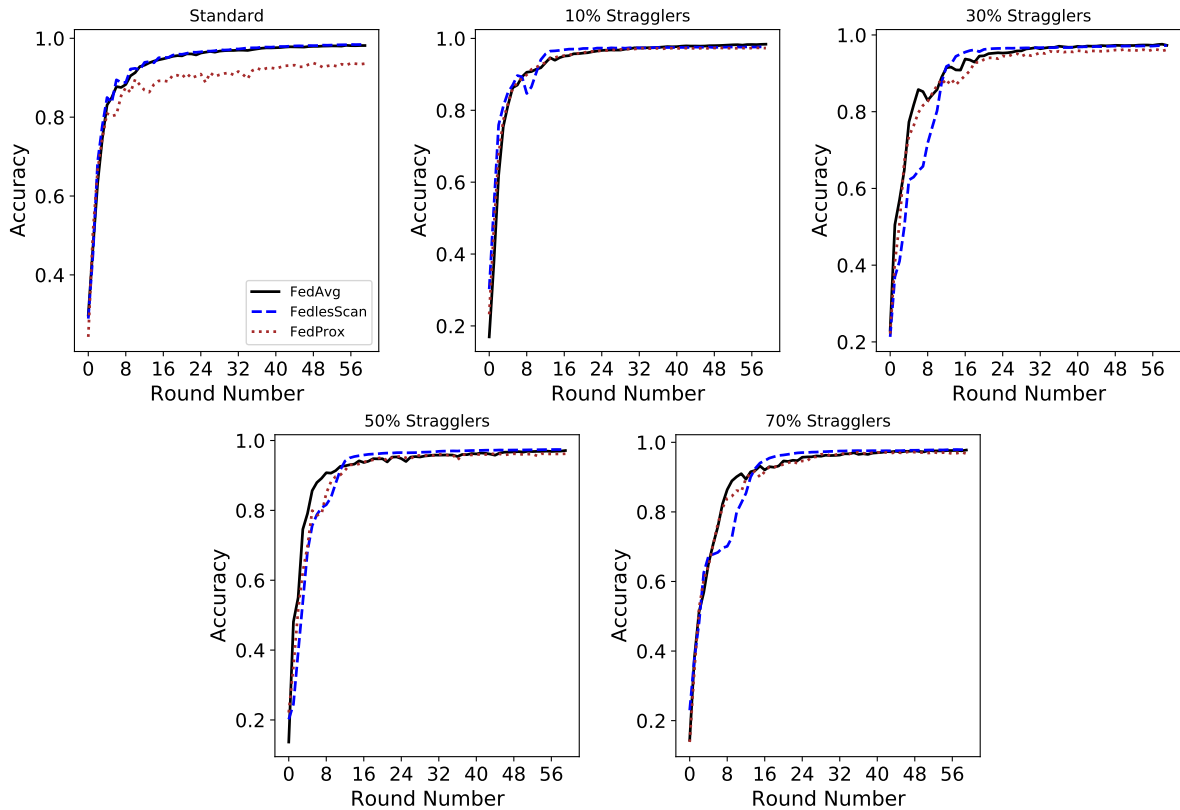 Standard
10% Stragglers
30% Stragglers
1.0
0.8
0.6
0.4
Accuracy
FedAvg
FedlesScan
FedProx
0 8 16 24 32 40 48 56
Round Number
1.0
0.8
0.6
0.4
0.2
Accuracy
0 8 16 24 32 40 48 56
Round Number
1.0
0.8
0.6
0.4
0.2
Accuracy
0 8 16 24 32 40 48 56
Round Number
50% Stragglers
70% Stragglers
1.0
0.8
0.6
0.4
0.2
Accuracy
0 8 16 24 32 40 48 56
Round Number
1.0
0.8
0.6
0.4
0.2
Accuracy
0 8 16 24 32 40 48 56
Round Number